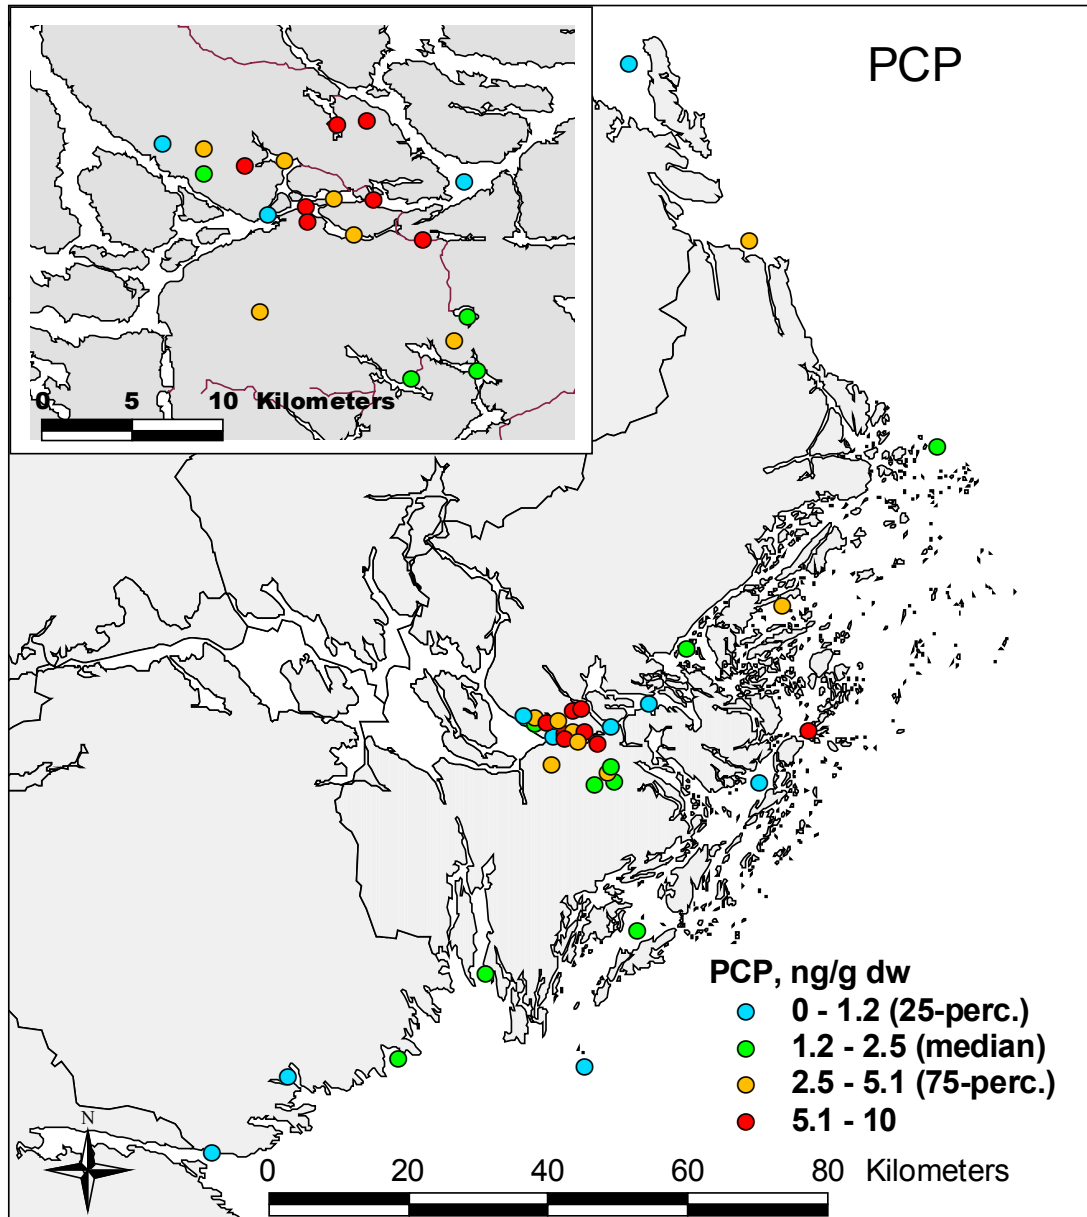 PCP
0 5 10 Kilometers
PCP, ng/g dw
0 - 1.2 (25-perc.)
1.2 - 2.5 (median)
2.5 - 5.1 (75-perc.)
5.1 - 10
N
0 20 40 60 80 Kilometers